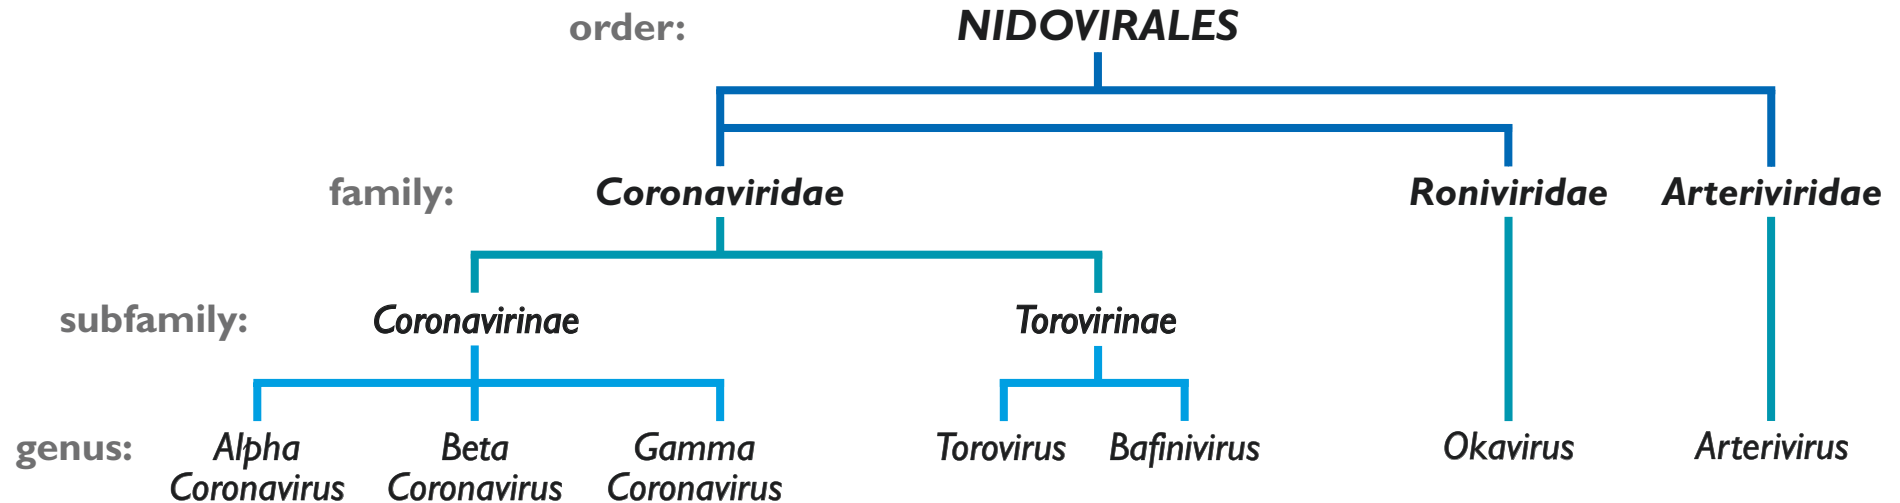 order: NIDOVIRALES
family: Coronaviridae Roniviridae Arteriviridae
subfamily: Coronavirinae Torovirinae
genus: Alpha Beta Gamma Torovirus Bafinivirus Okavirus Arterivirus
Coronavirus Coronavirus Coronavirus